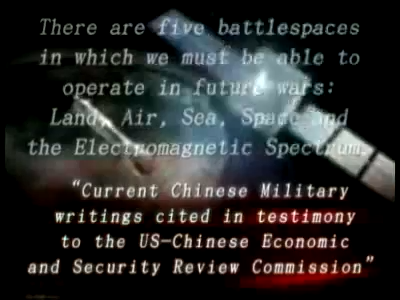 There are five battlespaces
in which we must be able to
operate in future wars:
Land, Air, Sea, Space and
the Electromagnetic Spectrum.
"Current Chinese Military
writings cited in testimony
to the US-Chinese Economic
and Security Review Commission"